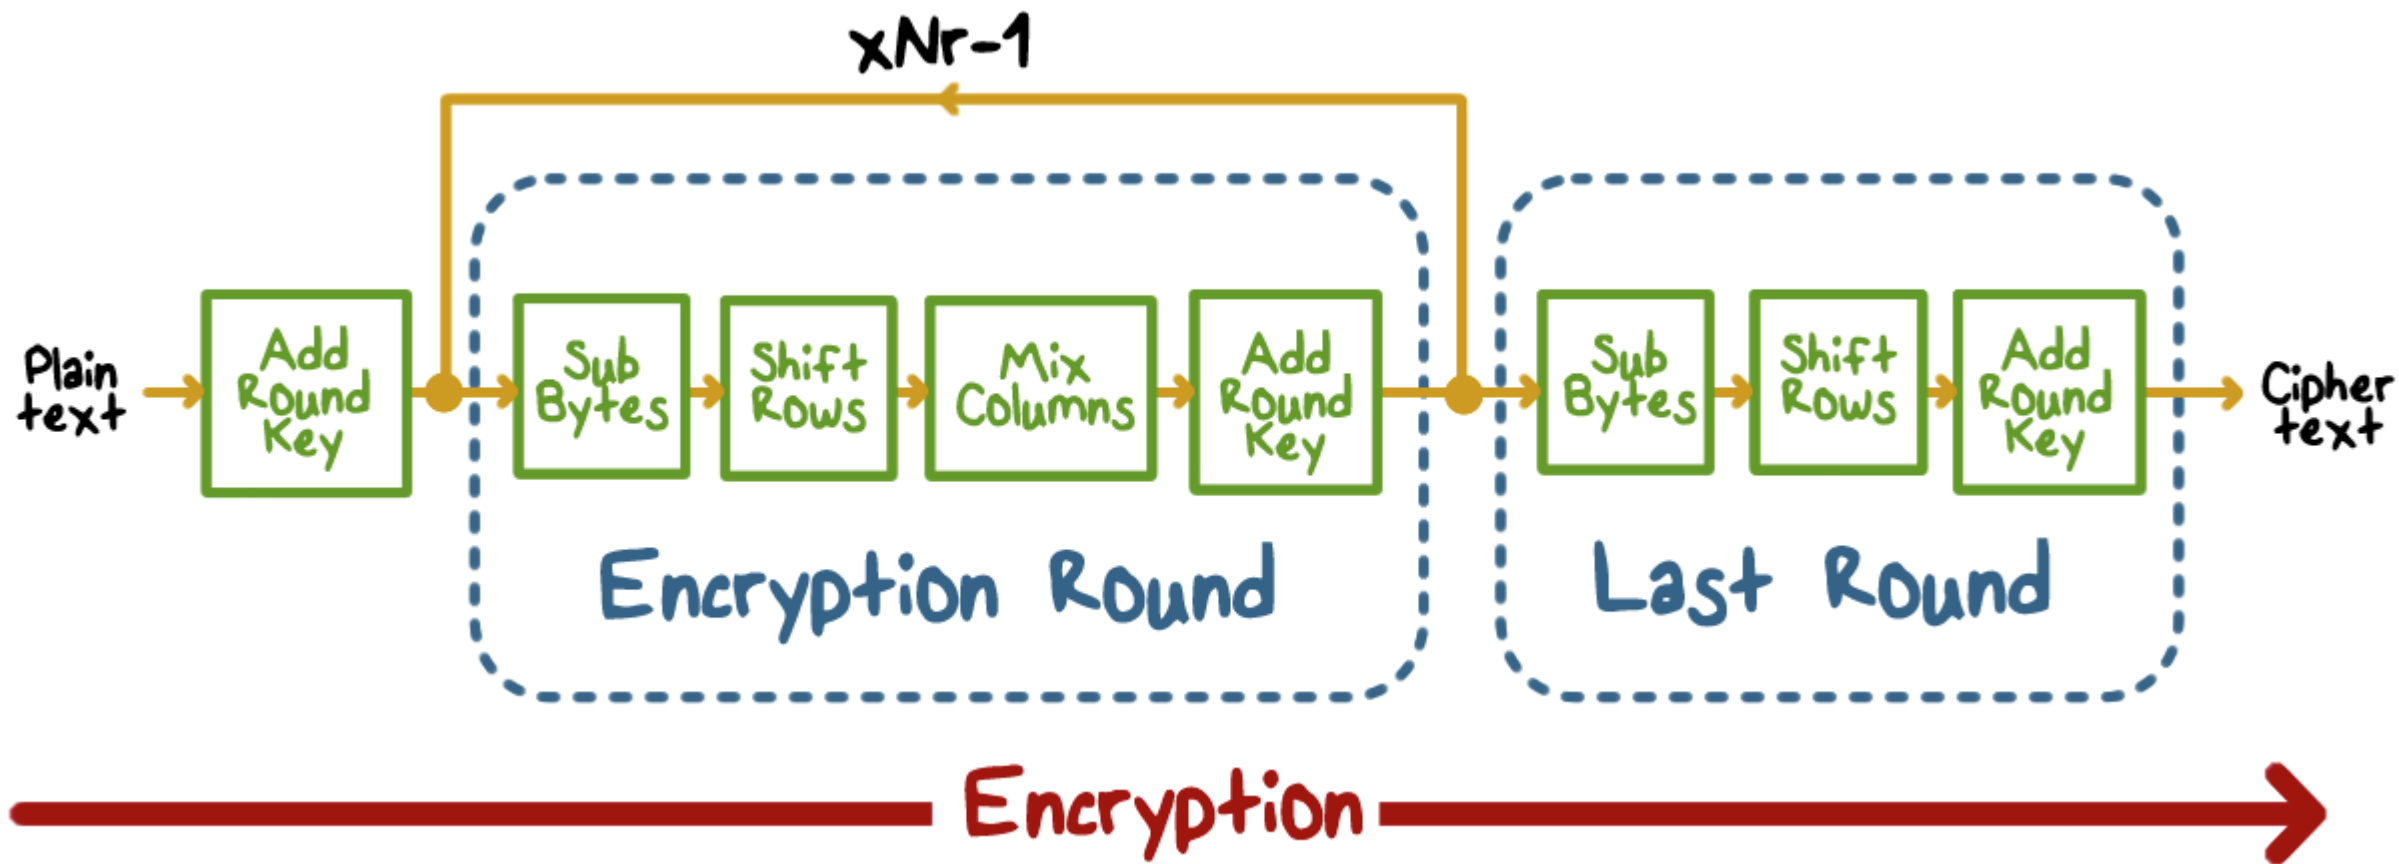 xNr-1
Plain
text
Add
Round
Key
Sub
Bytes
Shift
Rows
Mix
Columns
Add
Round
Key
Encryption Round
Sub
Bytes
Shift
Rows
Add
Round
Key
Last Round
Cipher
text
Encryption